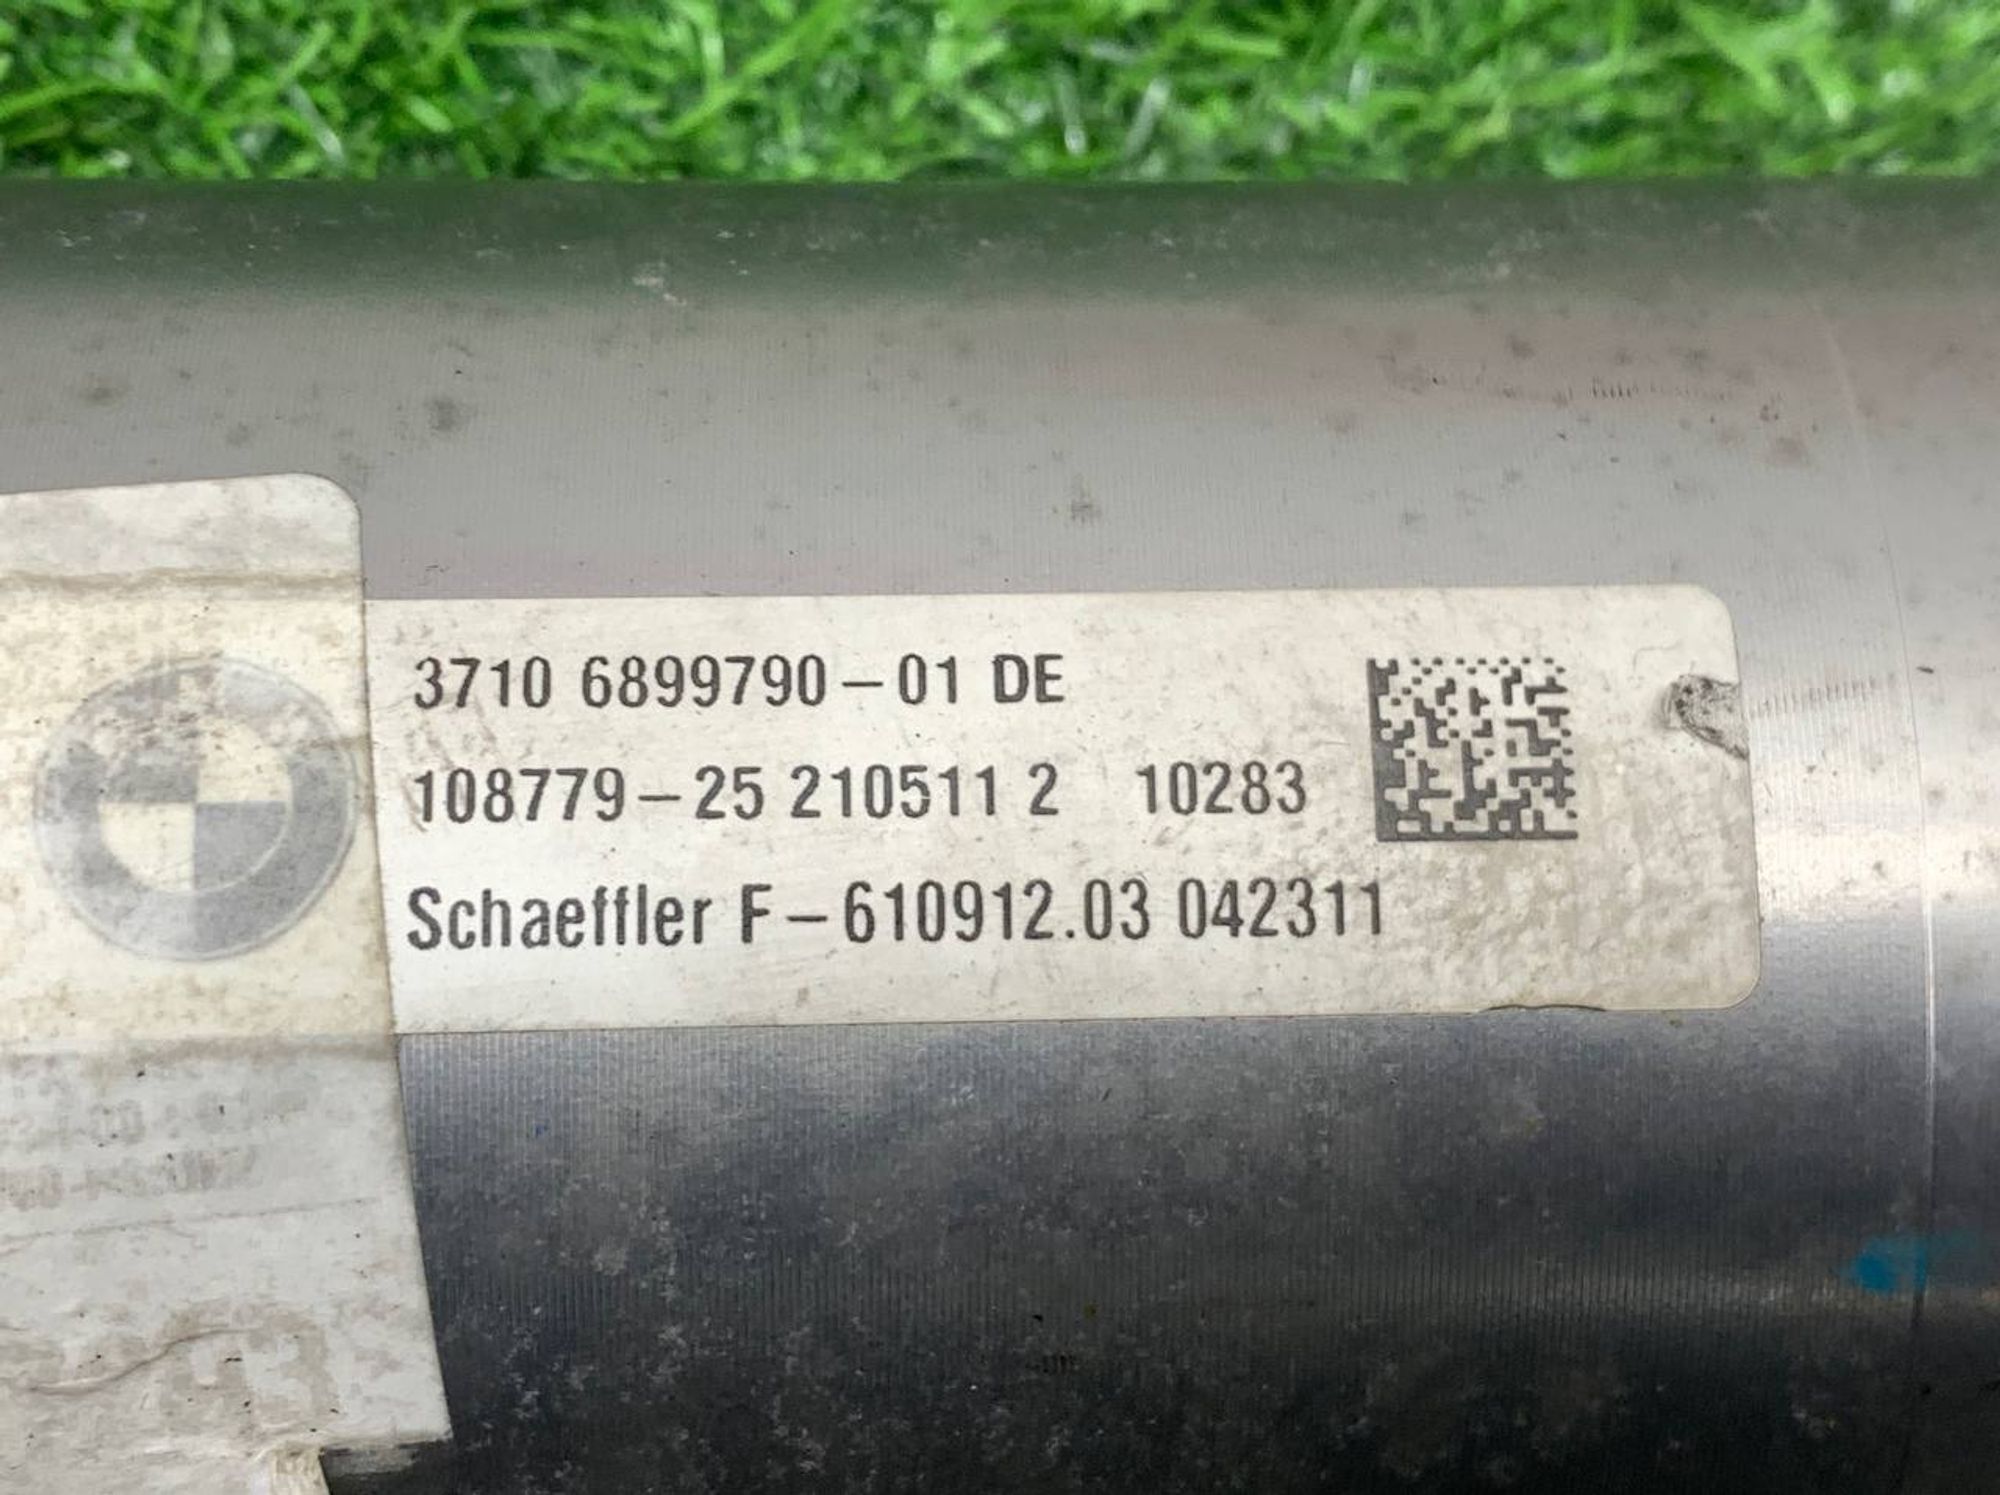 3710 6899790-01 DE
108779-25 210511 2 10283
Schaeffler F-610912.03 042311